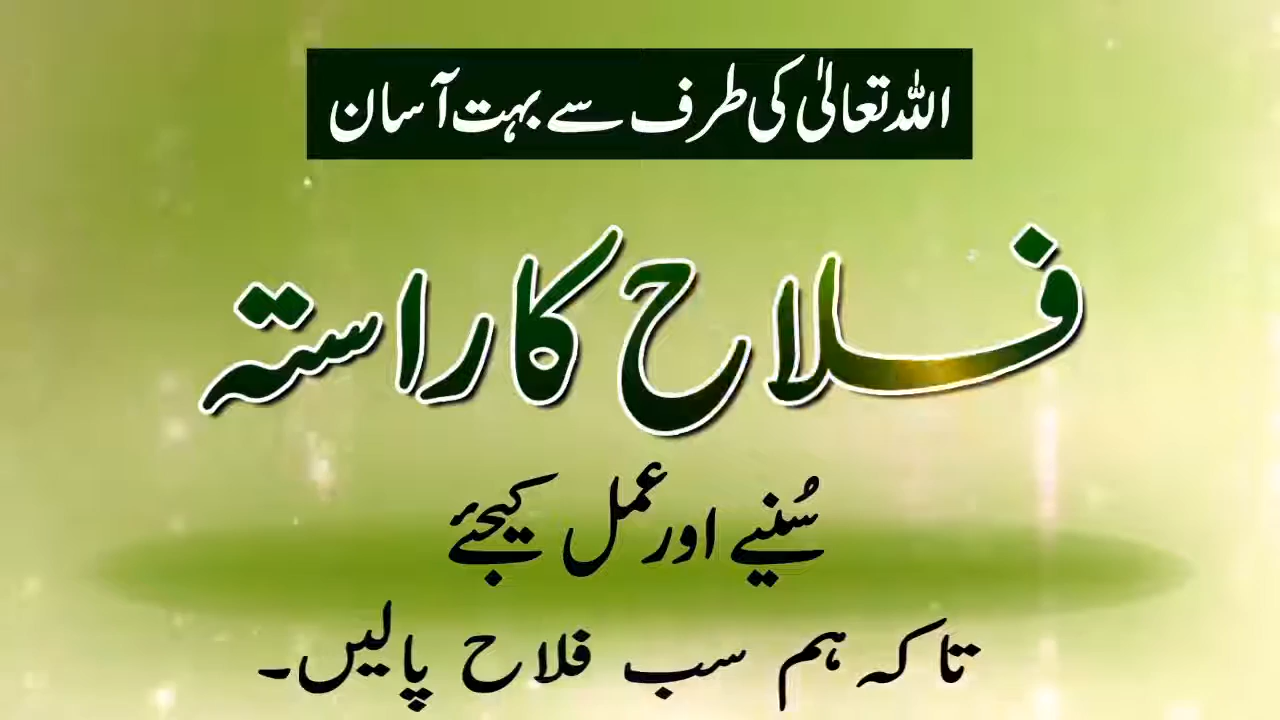 اللہ تعالیٰ کی طرف سے بہت آسان
فلاح کا راستہ
سُنیے اور عمل کیجئے
تاکہ ہم سب فلاح پالیں۔